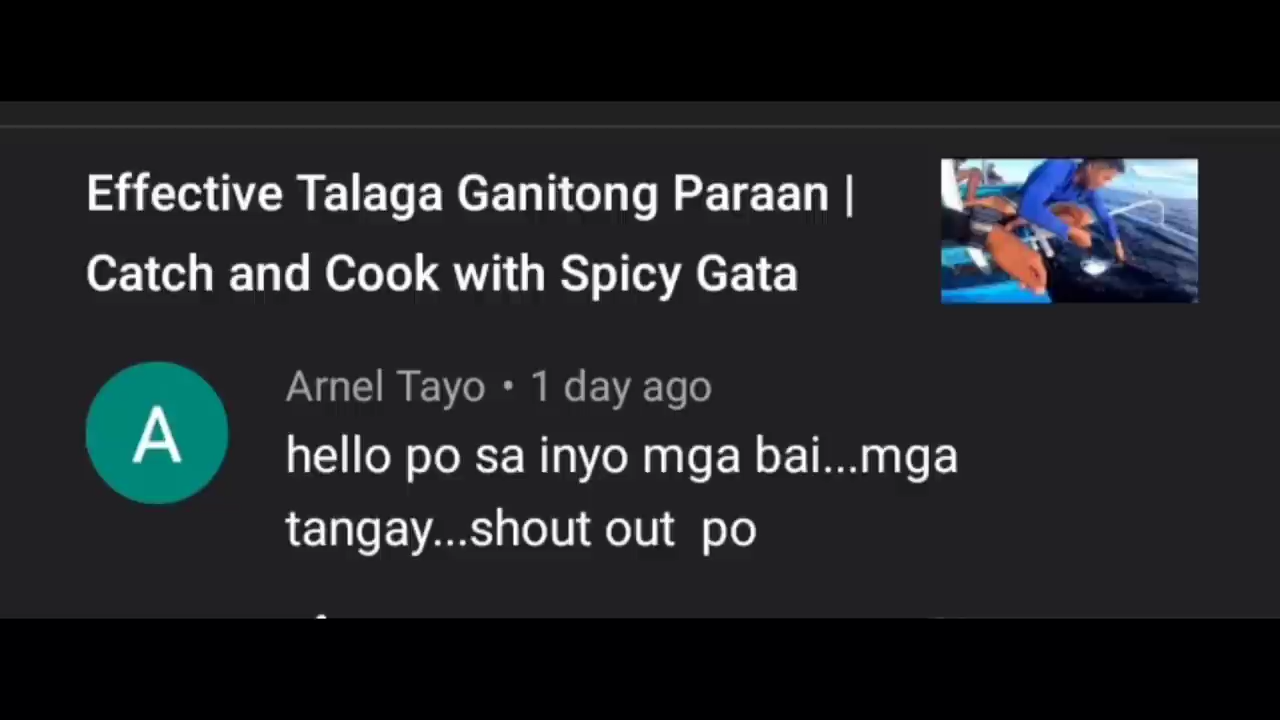 Effective Talaga Ganitong Paraan |
Catch and Cook with Spicy Gata
A
Arnel Tayo • 1 day ago
hello po sa inyo mga bai...mga
tangay...shout out  po